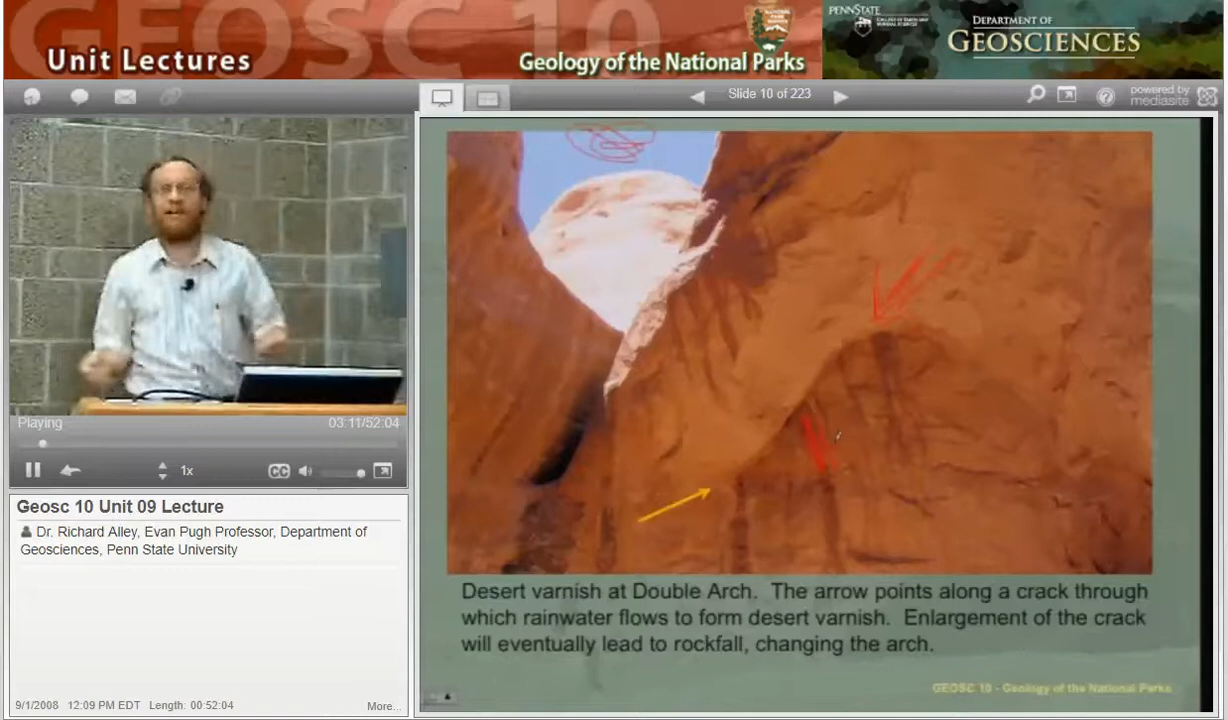 GEOSC 10
Unit Lectures
Geology of the National Parks
PENNSTATE
DEPARTMENT OF
GEOSCIENCES
Slide 10 of 223
powered by
mediasite
Playing
03:11/52:04
1x
CC
Geosc 10 Unit 09 Lecture
Dr. Richard Alley, Evan Pugh Professor, Department of
Geosciences, Penn State University
9/1/2008 12:09 PM EDT Length: 00:52:04
More...
Desert varnish at Double Arch. The arrow points along a crack through
which rainwater flows to form desert varnish. Enlargement of the crack
will eventually lead to rockfall, changing the arch.
GEOSC 10 - Geology of the National Parks